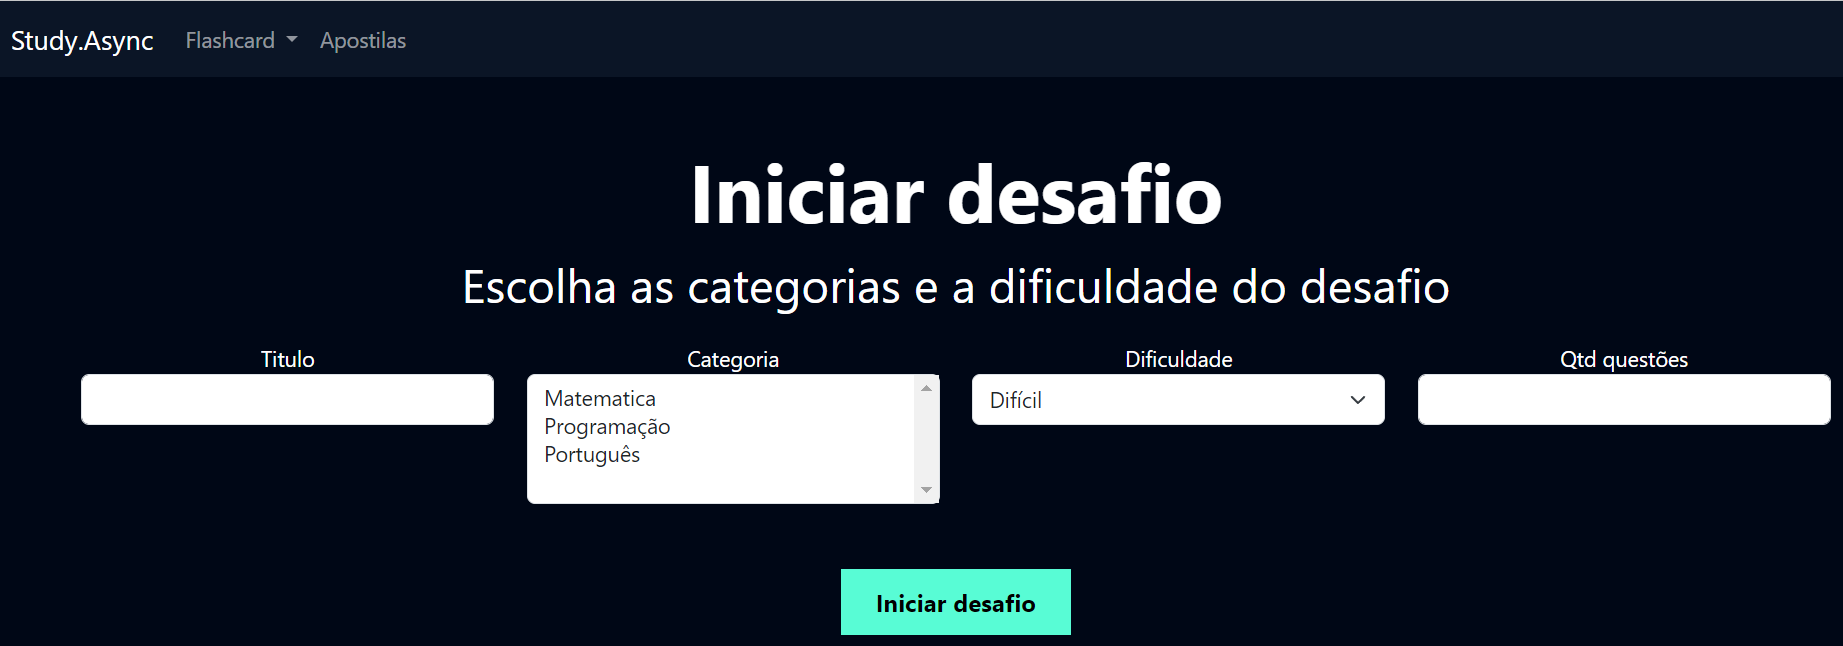 Study.Async Flashcard Apostilas
Iniciar desafio
Escolha as categorias e a dificuldade do desafio
Titulo Categoria Dificuldade Qtd questões
Matematica Difícil
Programação
Português
Iniciar desafio